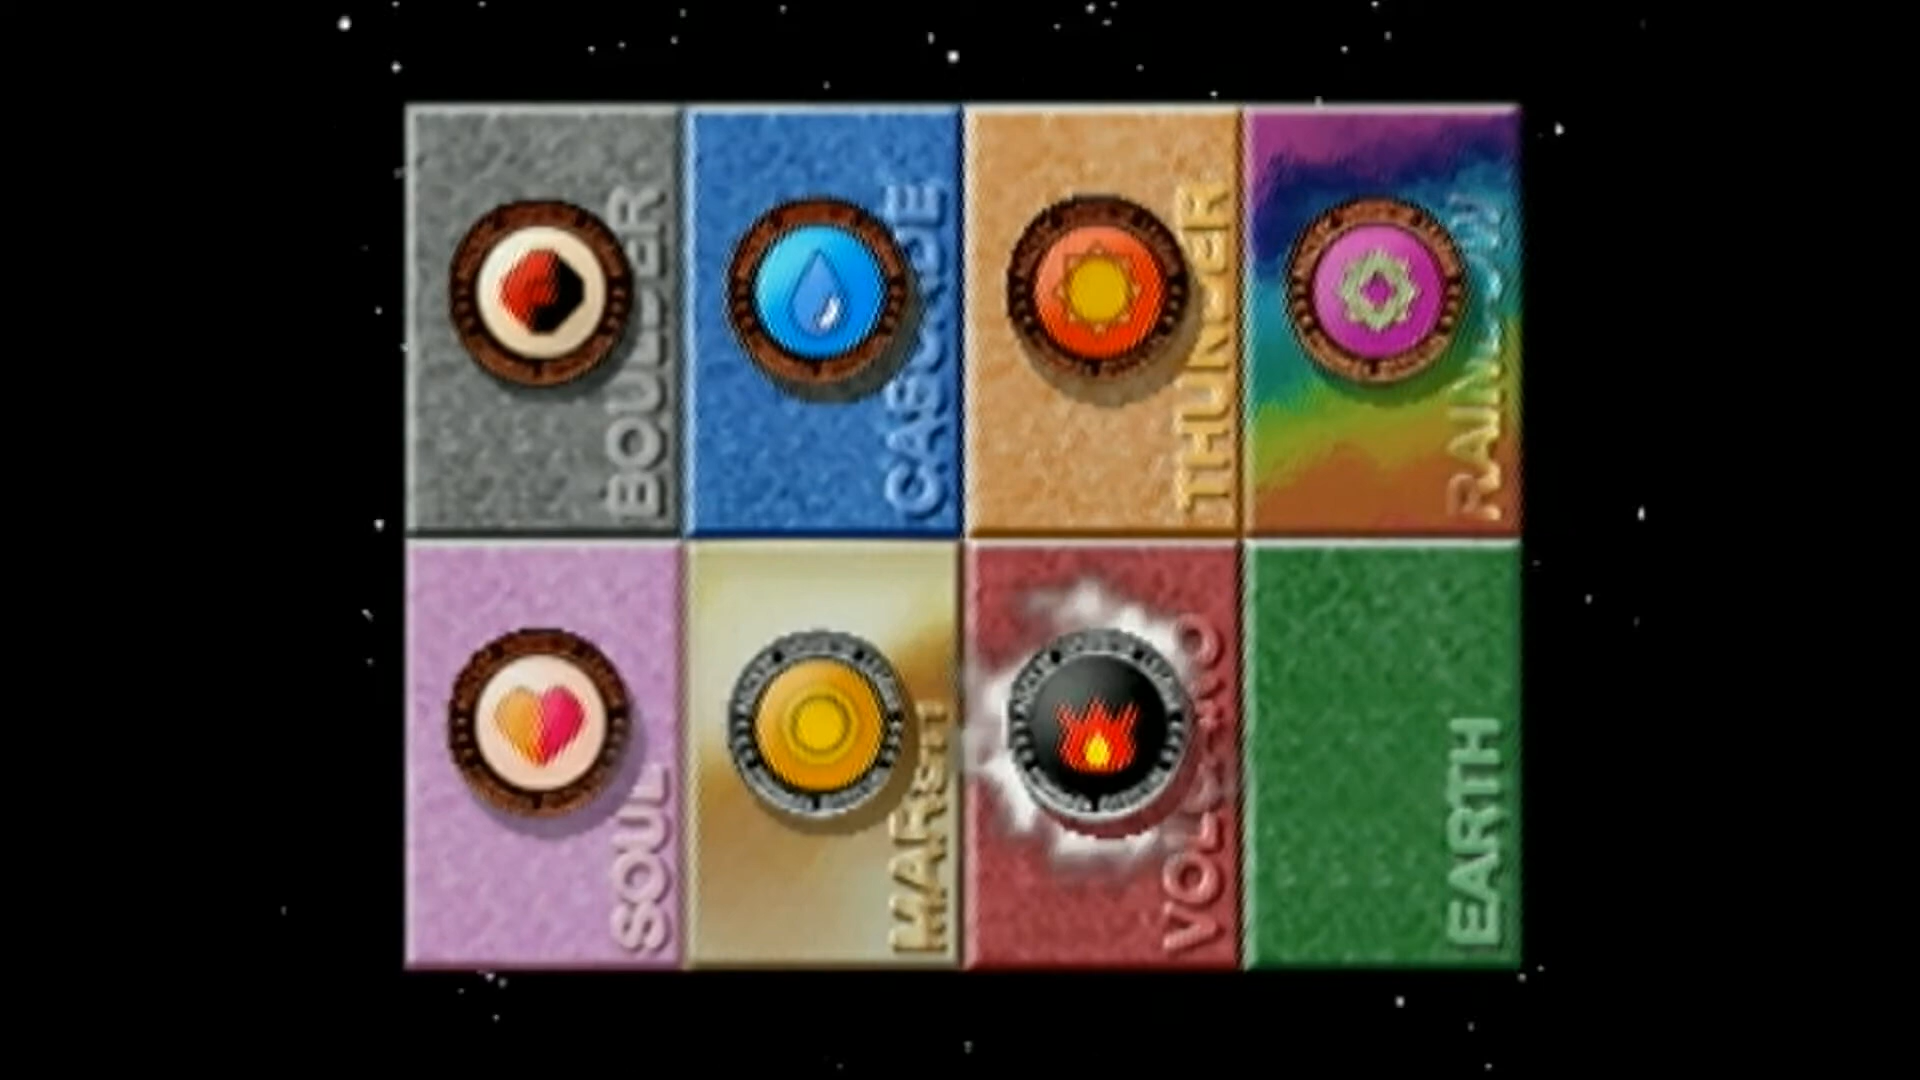 BOULDER
CASCADE
THUNDER
RAINBOW
SOUL
MARSH
VOLCANO
EARTH